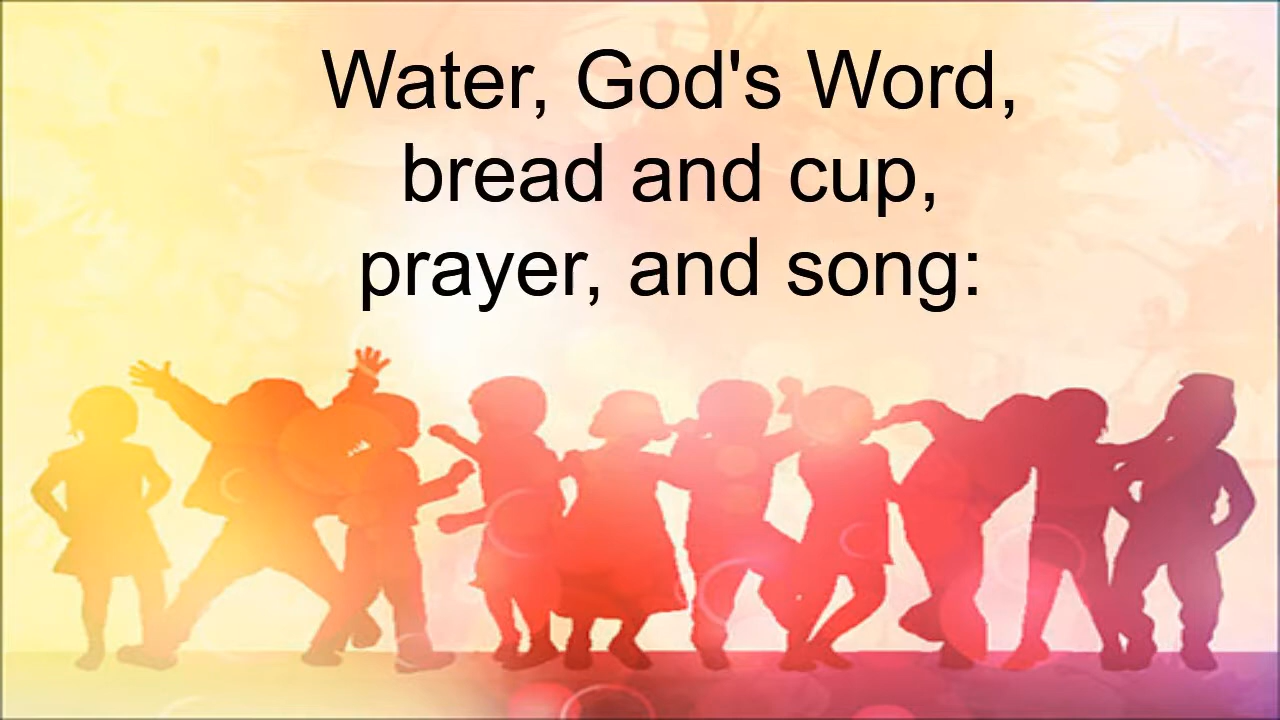 Water, God's Word,
bread and cup,
prayer, and song: